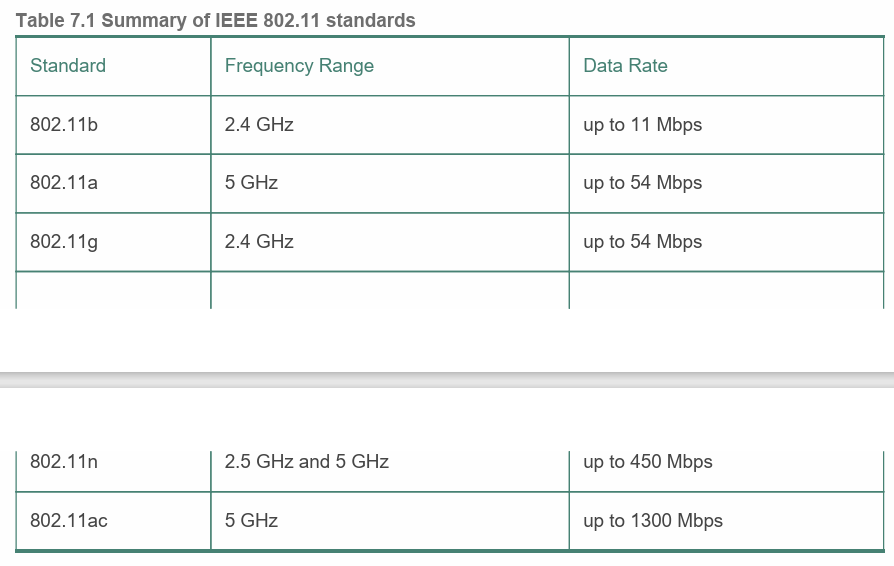 Table 7.1 Summary of IEEE 802.11 standards
Standard Frequency Range Data Rate
802.11b 2.4 GHz up to 11 Mbps
802.11a 5 GHz up to 54 Mbps
802.11g 2.4 GHz up to 54 Mbps
802.11n 2.5 GHz and 5 GHz up to 450 Mbps
802.11ac 5 GHz up to 1300 Mbps